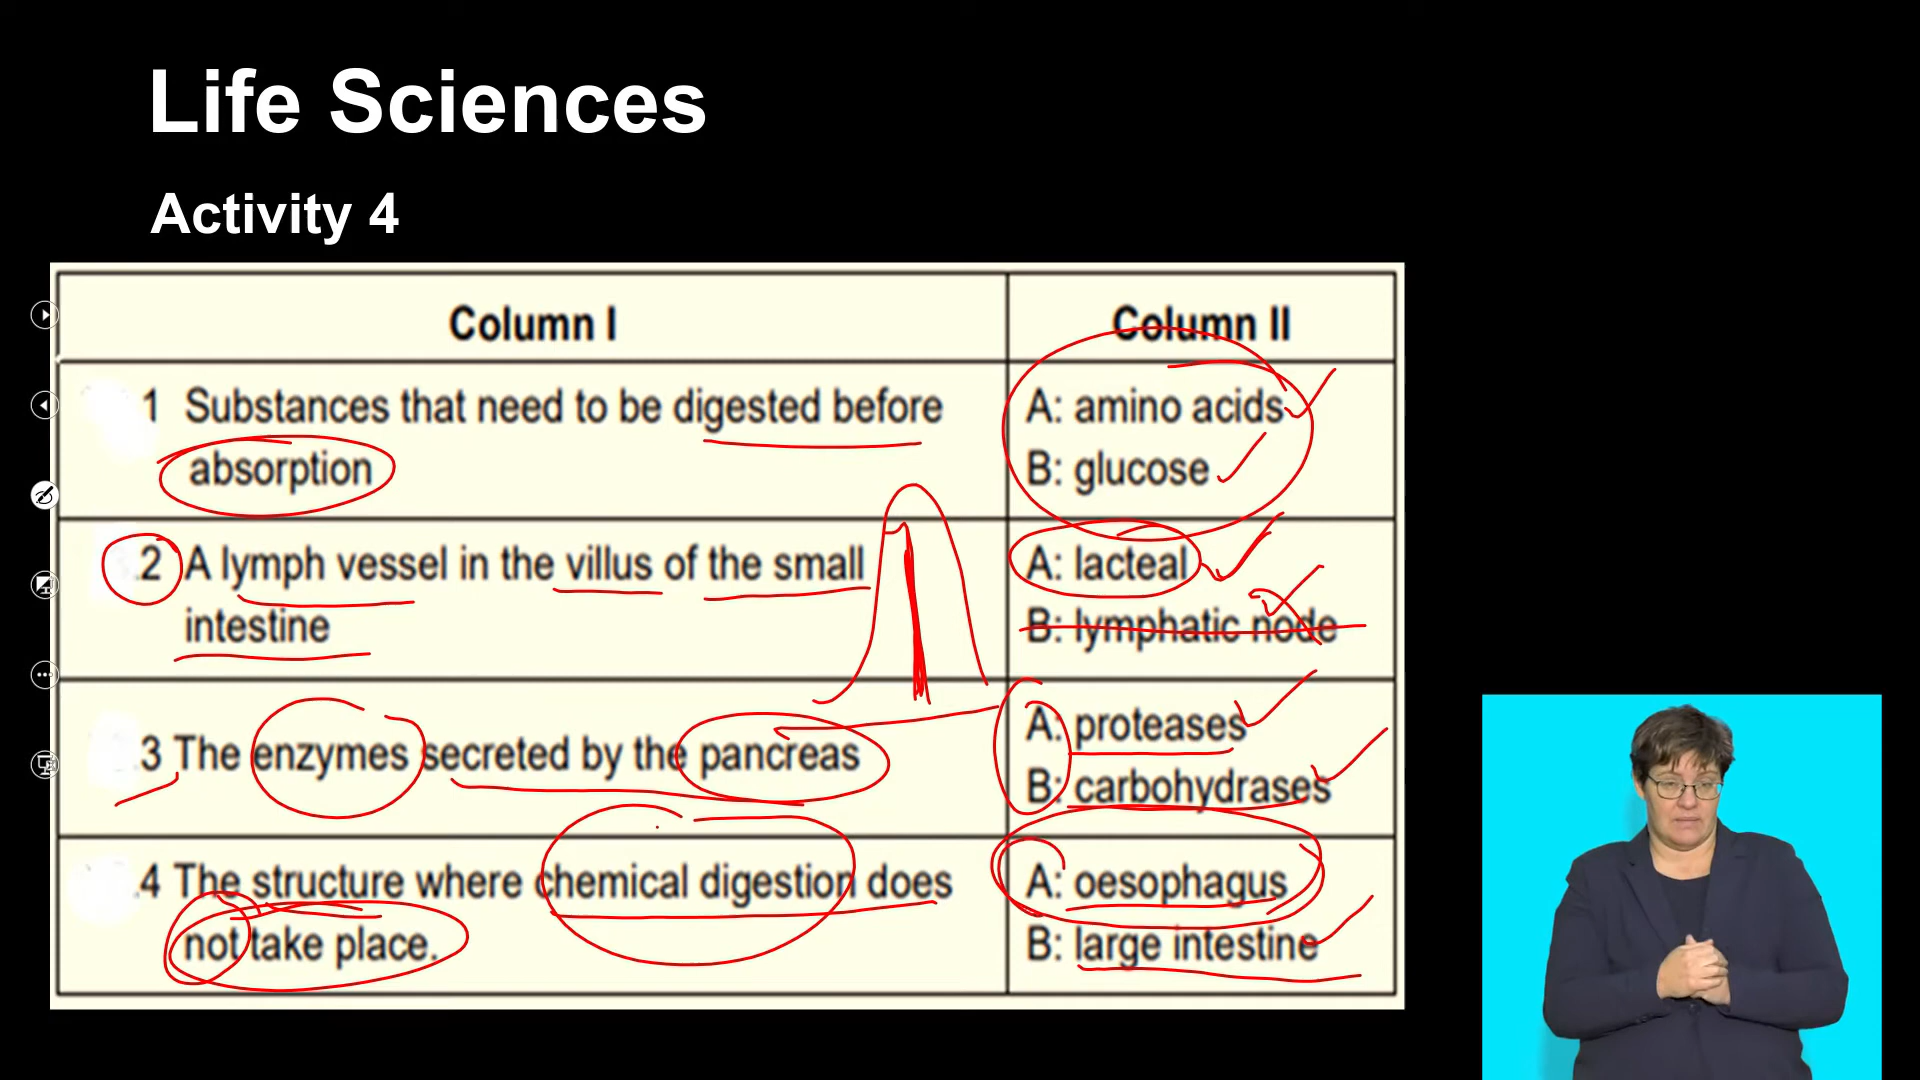 Life Sciences
Activity 4
Column I
Column II
1 Substances that need to be digested before
absorption
A: amino acids
B: glucose
.2 A lymph vessel in the villus of the small
intestine
A: lacteal
B: lymphatic node
.3 The enzymes secreted by the pancreas
A: proteases
B: carbohydrases
.4 The structure where chemical digestion does
not take place.
A: oesophagus
B: large intestine